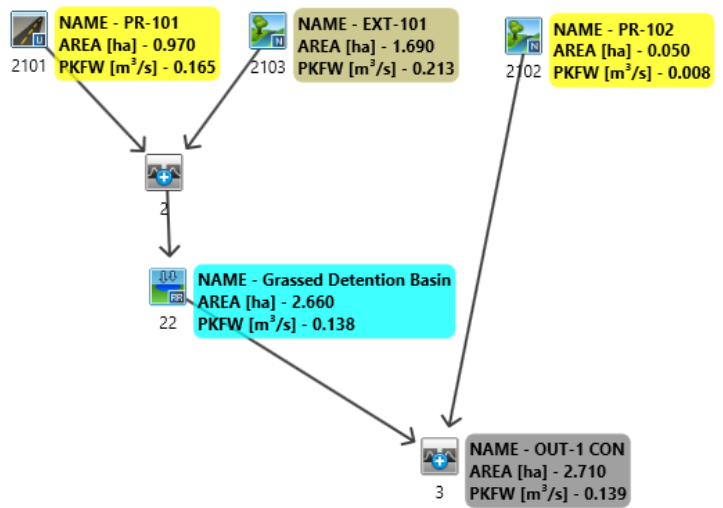 NAME - PR-101
AREA [ha] - 0.970
PKFW [m³/s] - 0.165
U
2101
NAME - EXT-101
AREA [ha] - 1.690
PKFW [m³/s] - 0.213
N
2103
NAME - PR-102
AREA [ha] - 0.050
PKFW [m³/s] - 0.008
N
2102
2
NAME - Grassed Detention Basin
AREA [ha] - 2.660
PKFW [m³/s] - 0.138
RR
22
NAME - OUT-1 CON
AREA [ha] - 2.710
PKFW [m³/s] - 0.139
3